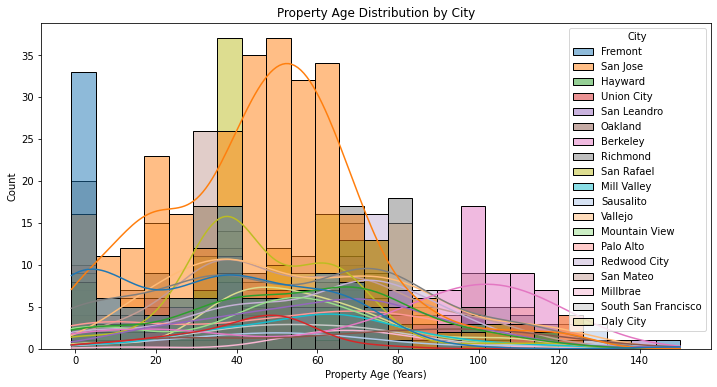 Property Age Distribution by City
City
Fremont
San Jose
Hayward
Union City
San Leandro
Oakland
Berkeley
Richmond
San Rafael
Mill Valley
Sausalito
Vallejo
Mountain View
Palo Alto
Redwood City
San Mateo
Millbrae
South San Francisco
Daly City
Count
35
30
25
20
15
10
5
0
0 20 40 60 80 100 120 140
Property Age (Years)